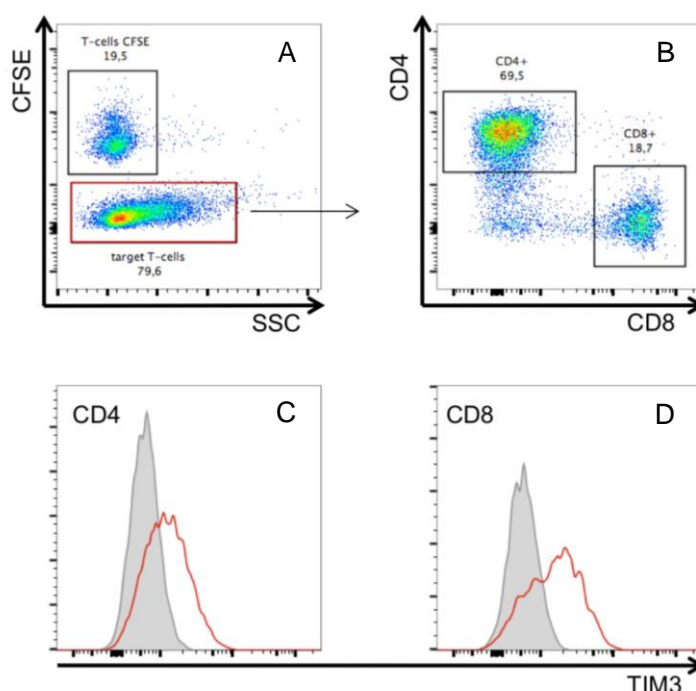 A
T-cells CFSE
19,5
CFSE
target T-cells
79,6
SSC
B
CD4+
69,5
CD8+
18,7
CD4
CD8
CD4
C
CD8
D
TIM3